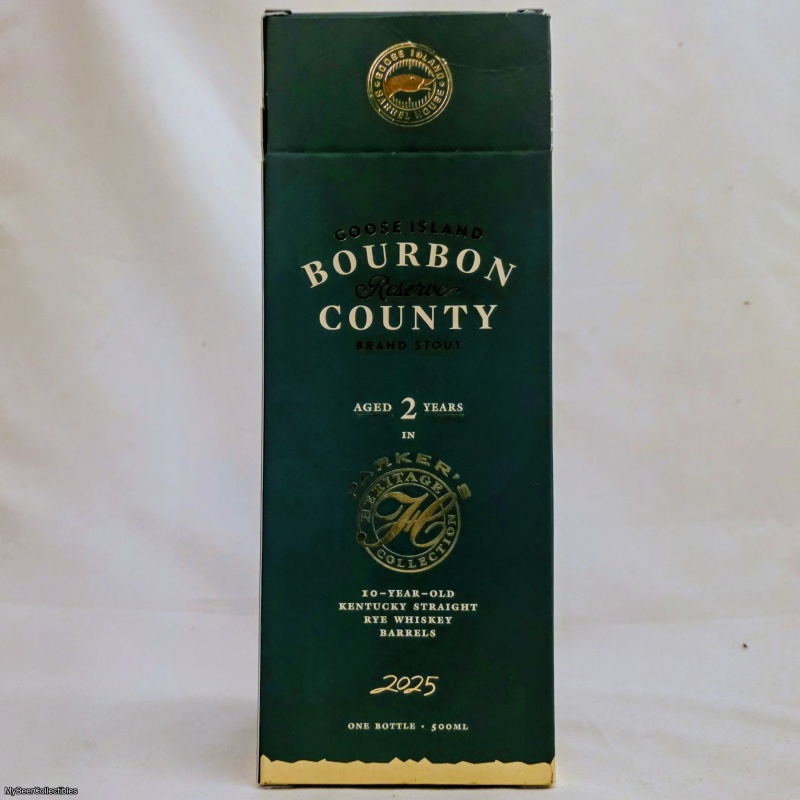 GOOSE ISLAND
BARREL HOUSE
GOOSE ISLAND
BOURBON
Reserve
COUNTY
BRAND STOUT
AGED 2 YEARS
IN
PARKER'S
HERITAGE
H
COLLECTION
10-YEAR-OLD
KENTUCKY STRAIGHT
RYE WHISKEY
BARRELS
2025
ONE BOTTLE · 500ML
MyBeerCollectibles